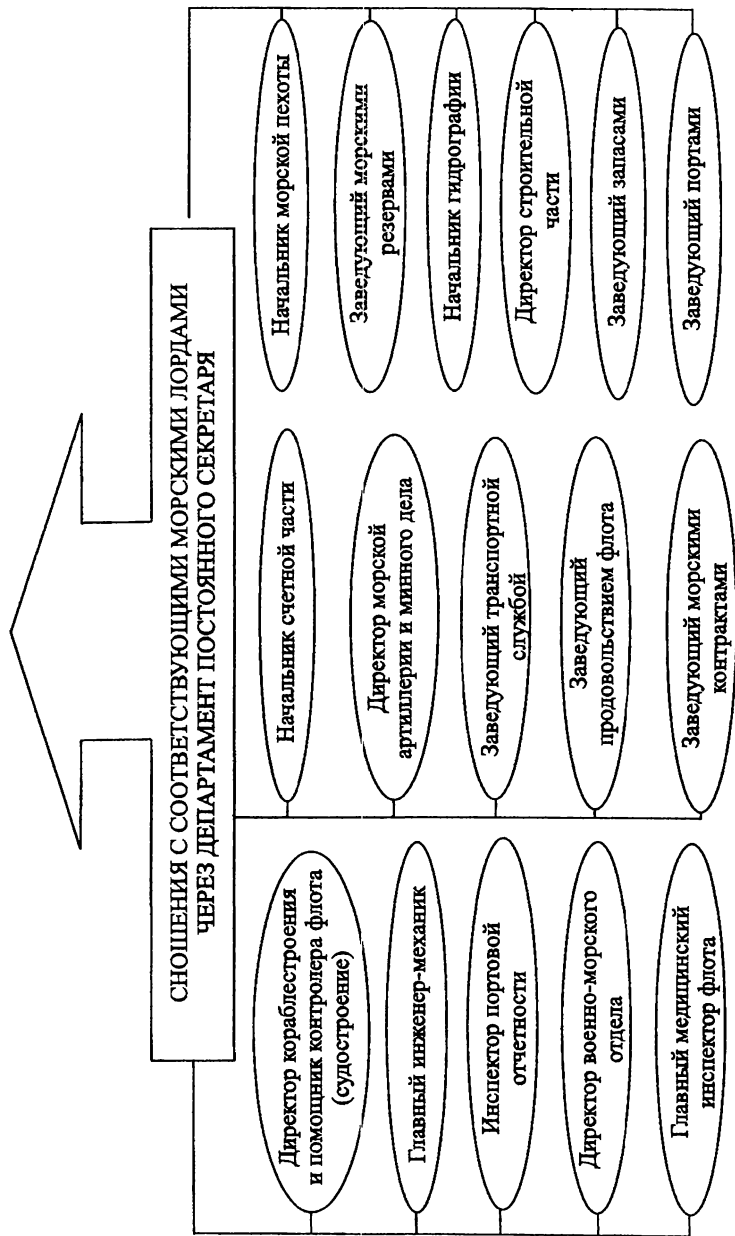 СНОШЕНИЯ С СООТВЕТСТВУЮЩИМИ МОРСКИМИ ЛОРДАМИ
ЧЕРЕЗ ДЕПАРТАМЕНТ ПОСТОЯННОГО СЕКРЕТАРЯ
Директор кораблестроения
и помощник контролера флота
(судостроение)
Главный инженер-механик
Инспектор портовой
отчетности
Директор военно-морского
отдела
Главный медицинский
инспектор флота
Начальник счетной части
Директор морской
артиллерии и минного дела
Заведующий транспортной
службой
Заведующий
продовольствием флота
Заведующий морскими
контрактами
Начальник морской пехоты
Заведующий морскими
резервами
Начальник гидрографии
Директор строительной
части
Заведующий запасами
Заведующий портами